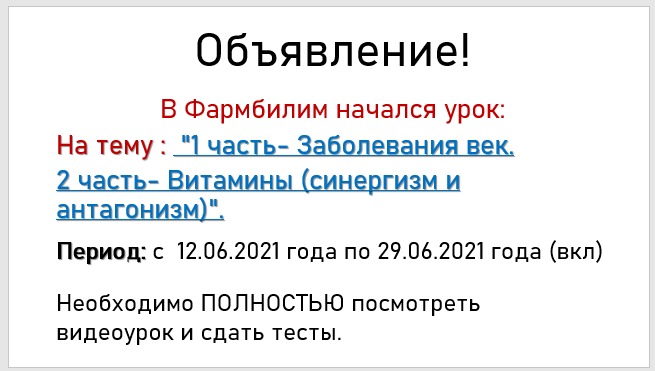 Объявление!
В Фармбилим начался урок:
На тему : "1 часть- Заболевания век.
2 часть- Витамины (синергизм и
антагонизм)".
Период: с 12.06.2021 года по 29.06.2021 года (вкл)
Необходимо ПОЛНОСТЬЮ посмотреть
видеоурок и сдать тесты.